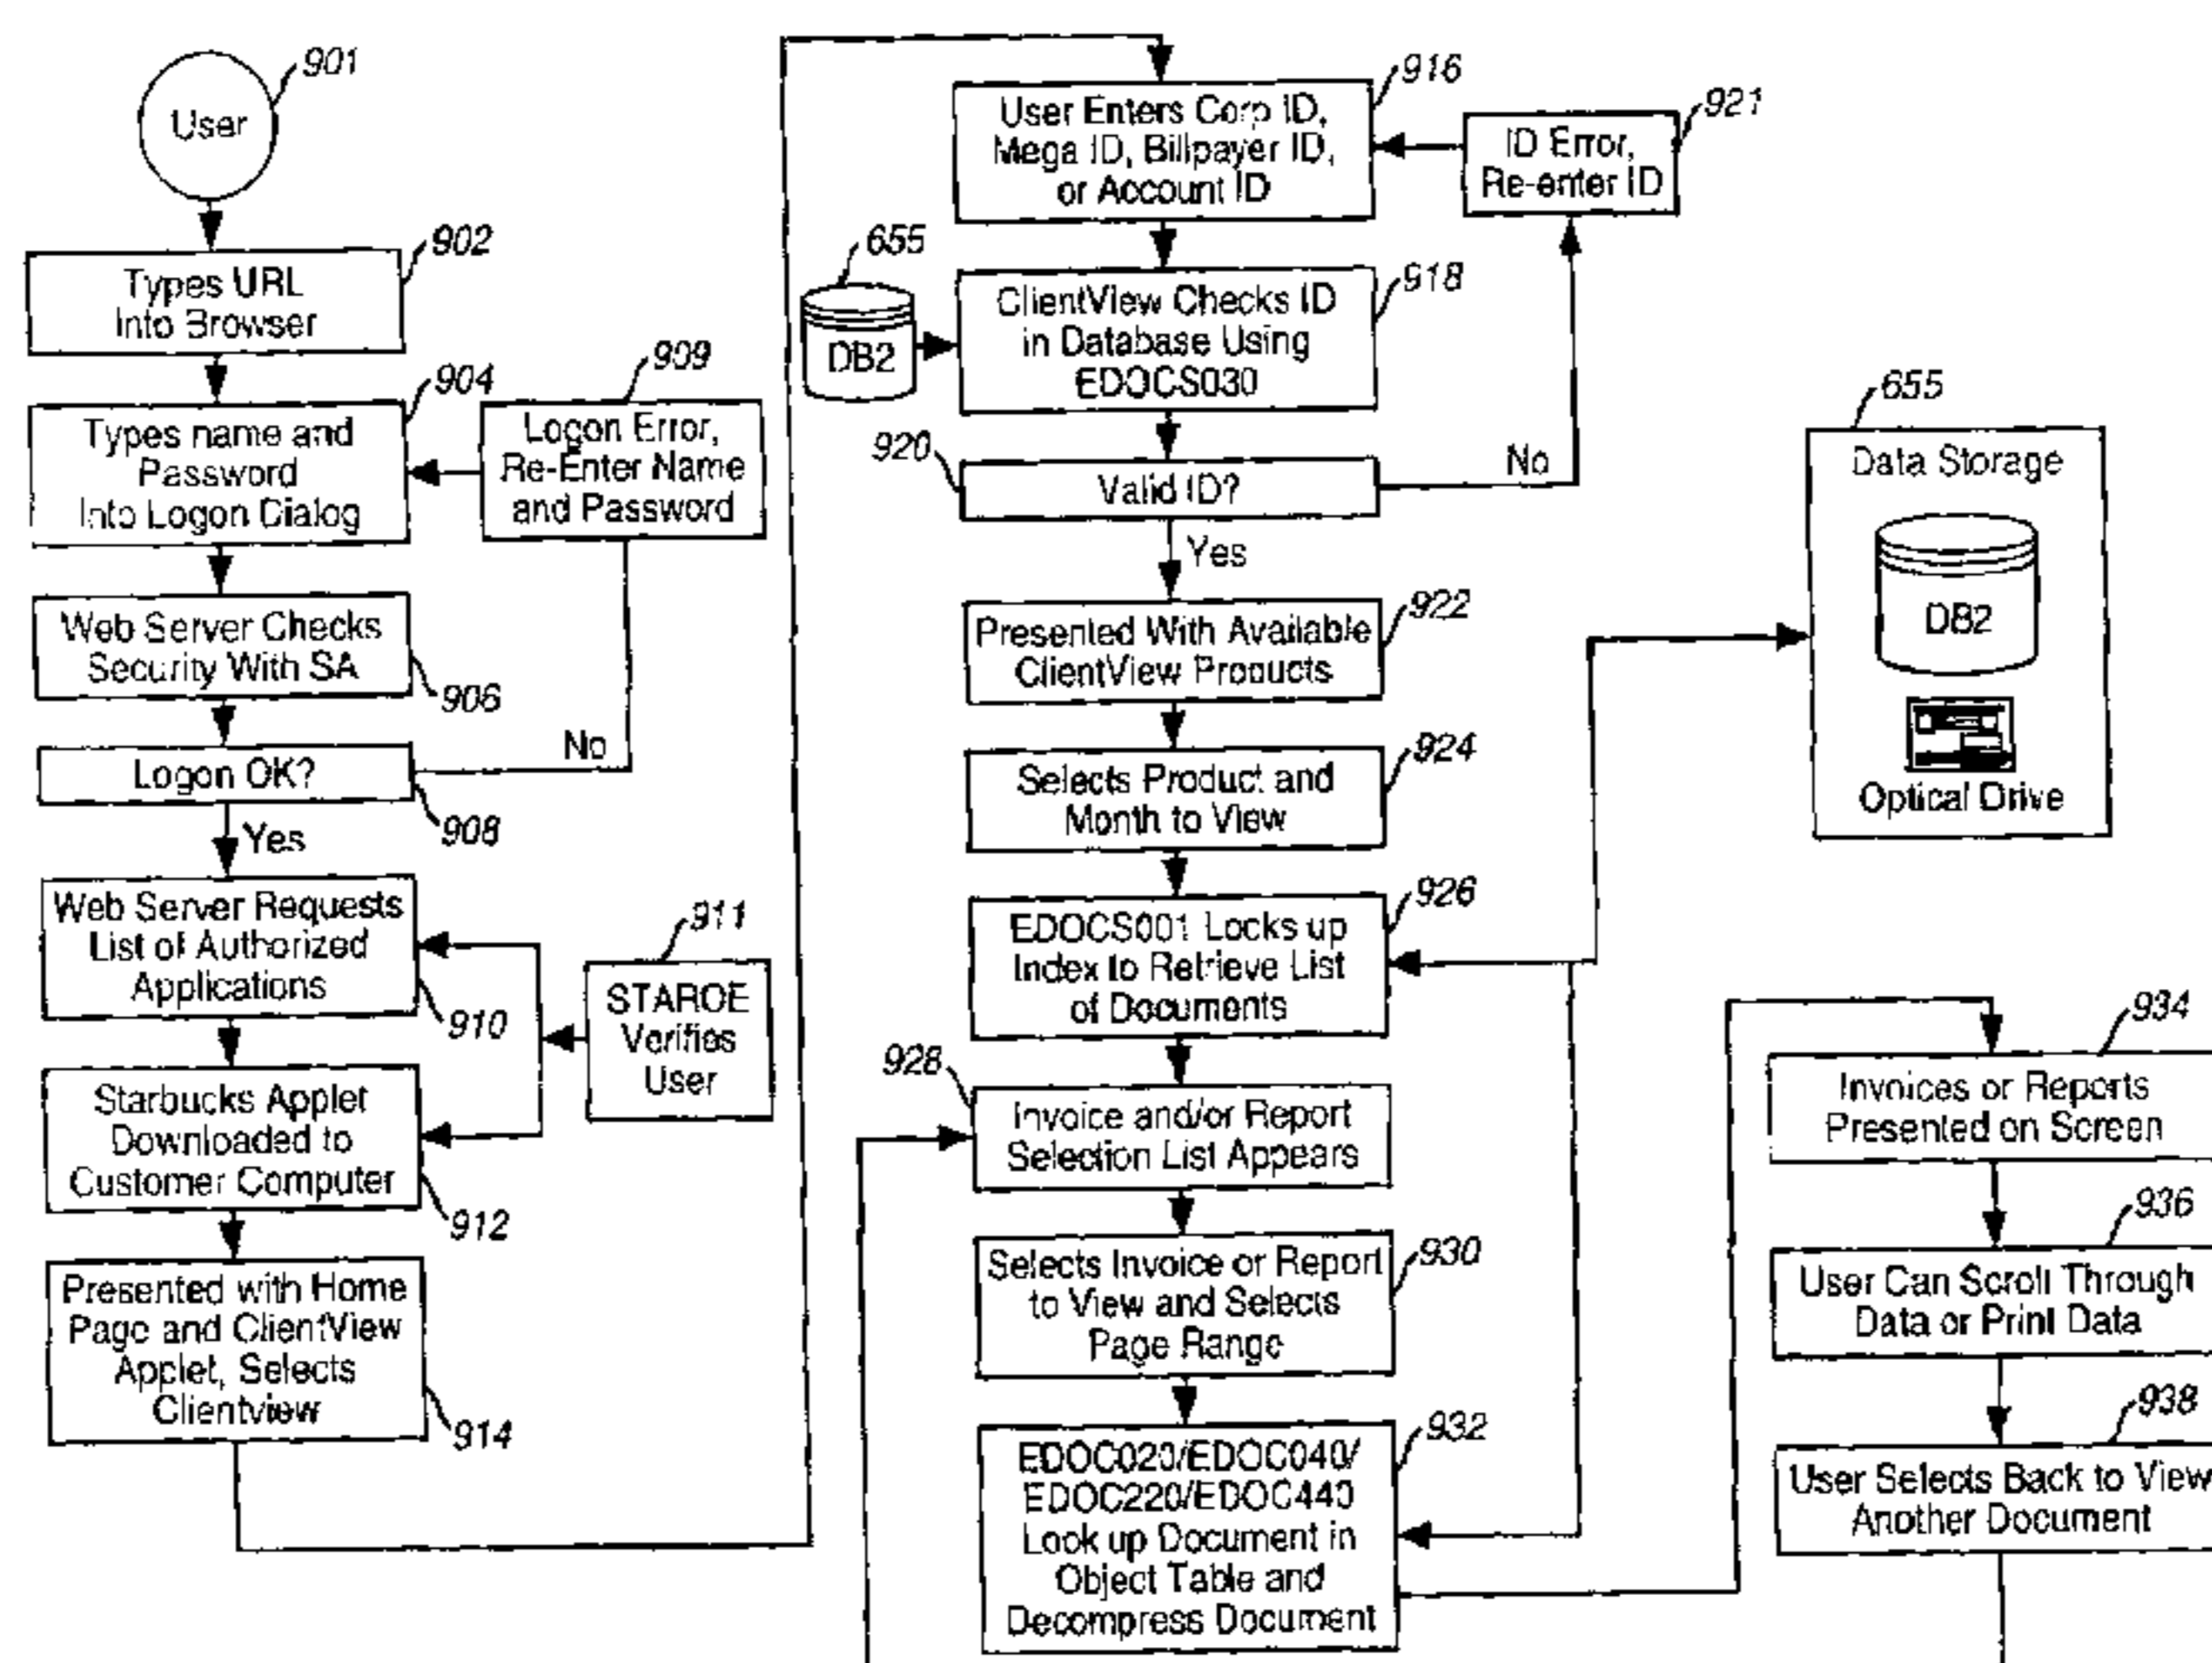 901
User
902
Types URL
Into Browser
904
Types name and
Password
Into Logon Dialog
909
Logon Error,
Re-Enter Name
and Password
Web Server Checks
Security With SA
906
Logon OK?
No
908
Yes
Web Server Requests
List of Authorized
Applications
910
911
STAROE
Verifies
User
Starbucks Applet
Downloaded to
Customer Computer
912
Presented with Home
Page and ClientView
Applet, Selects
Clientview
914
916
User Enters Corp ID,
Mega ID, Billpayer ID,
or Account ID
921
ID Error,
Re-enter ID
655
DB2
918
ClientView Checks ID
in Database Using
EDOCS030
920
Valid ID?
No
Yes
922
Presented With Available
ClientView Products
924
Selects Product and
Month to View
926
EDOCS001 Looks up
Index to Retrieve List
of Documents
928
Invoice and/or Report
Selection List Appears
930
Selects Invoice or Report
to View and Selects
Page Range
932
EDOC020/EDOC040/
EDOC220/EDOC440
Look up Document in
Object Table and
Decompress Document
655
Data Storage
DB2
Optical Drive
934
Invoices or Reports
Presented on Screen
936
User Can Scroll Through
Data or Print Data
938
User Selects Back to View
Another Document